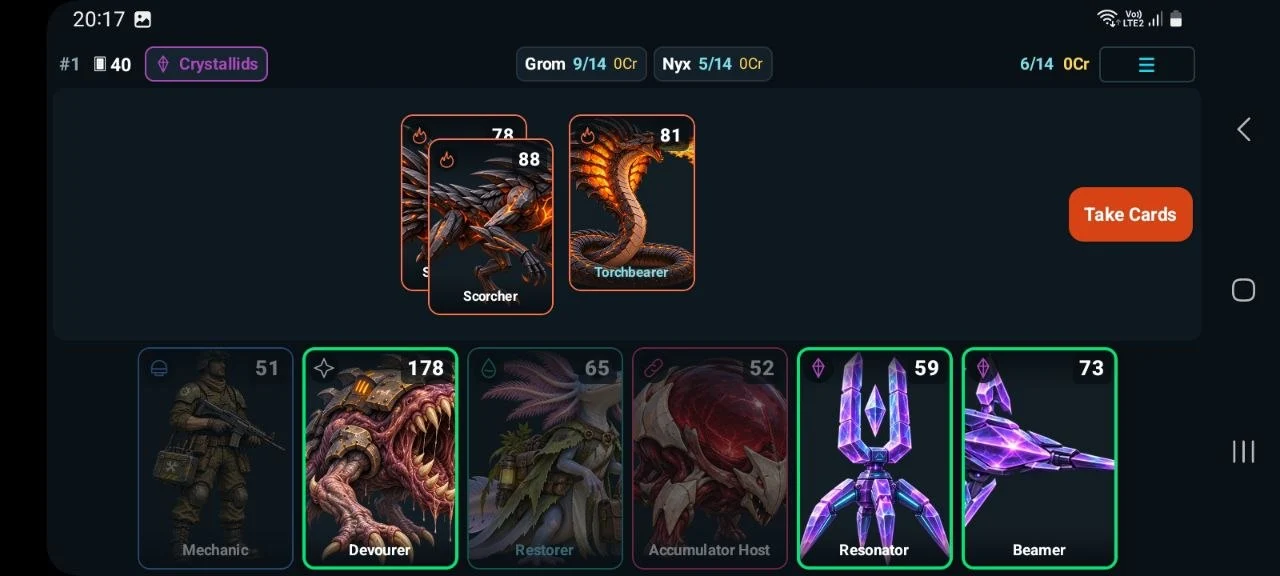 20:17
Vo)) LTE2
#1 40 Crystallids
Grom 9/14 0Cr
Nyx 5/14 0Cr
6/14 0Cr
78
S
88
Scorcher
81
Torchbearer
Take Cards
51
Mechanic
178
Devourer
65
Restorer
52
Accumulator Host
59
Resonator
73
Beamer